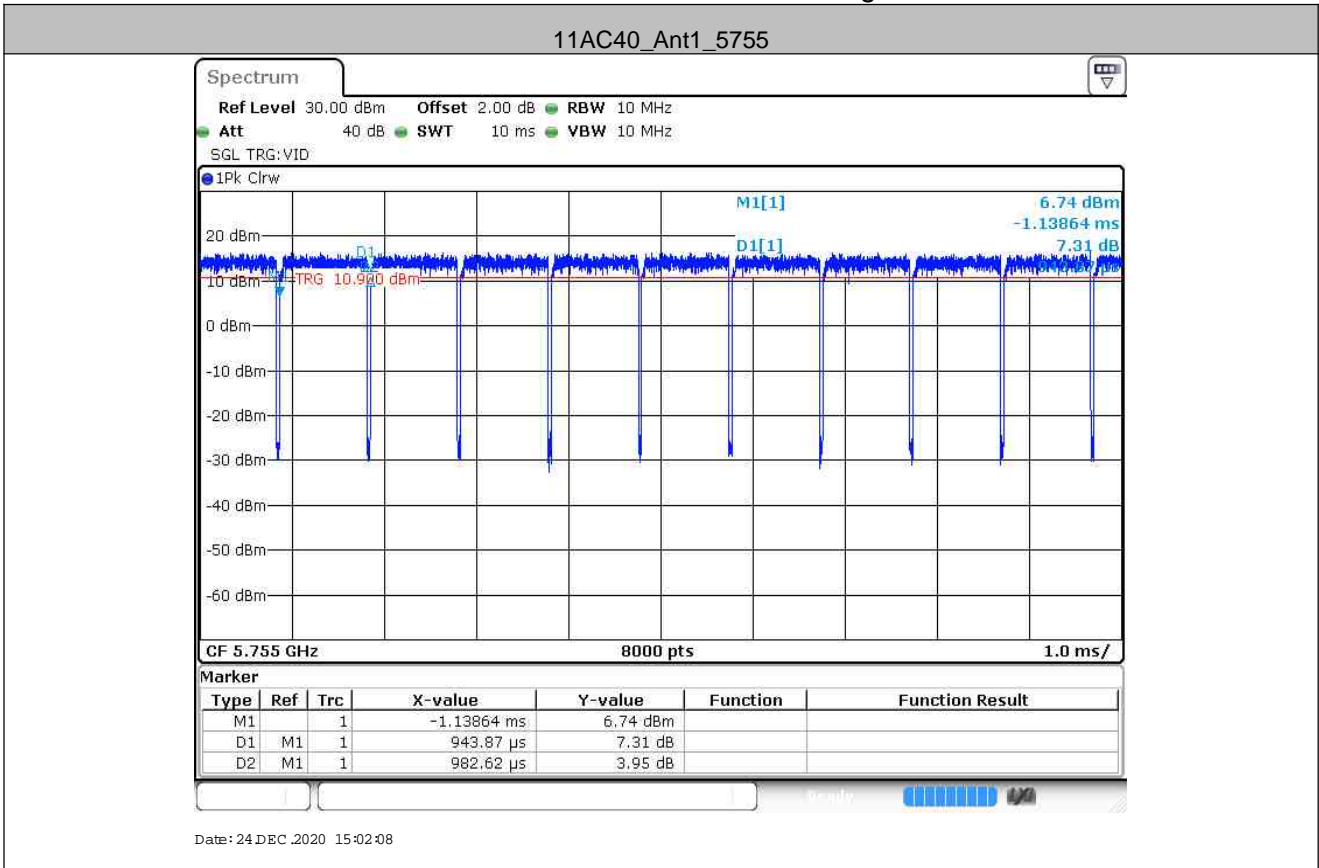 11AC40_Ant1_5755
Spectrum
Ref Level 30.00 dBm Offset 2.00 dB RBW 10 MHz
Att 40 dB SWT 10 ms VBW 10 MHz
SGL TRG:VID
1Pk Clrw
M1[1] 6.74 dBm
-1.13864 ms
D1[1] 7.31 dB
20 dBm
D1
10 dBm
TRG 10.900 dBm
0 dBm
-10 dBm
-20 dBm
-30 dBm
-40 dBm
-50 dBm
-60 dBm
CF 5.755 GHz 8000 pts 1.0 ms/
Marker
Type Ref Trc X-value Y-value Function Function Result
M1 1 -1.13864 ms 6.74 dBm
D1 M1 1 943.87 µs 7.31 dB
D2 M1 1 982.62 µs 3.95 dB
Ready
Date: 24.DEC.2020 15:02:08